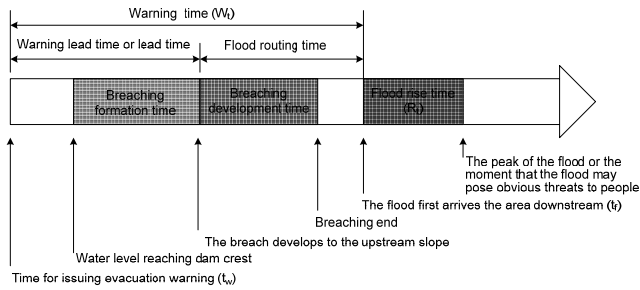 Warning time (Wt)
Warning lead time or lead time
Flood routing time
Breaching
formation time
Breaching
development time
Flood rise time
(Ri)
The peak of the flood or the
moment that the flood may
pose obvious threats to people
The flood first arrives the area downstream (tf)
Breaching end
The breach develops to the upstream slope
Water level reaching dam crest
Time for issuing evacuation warning (tw)